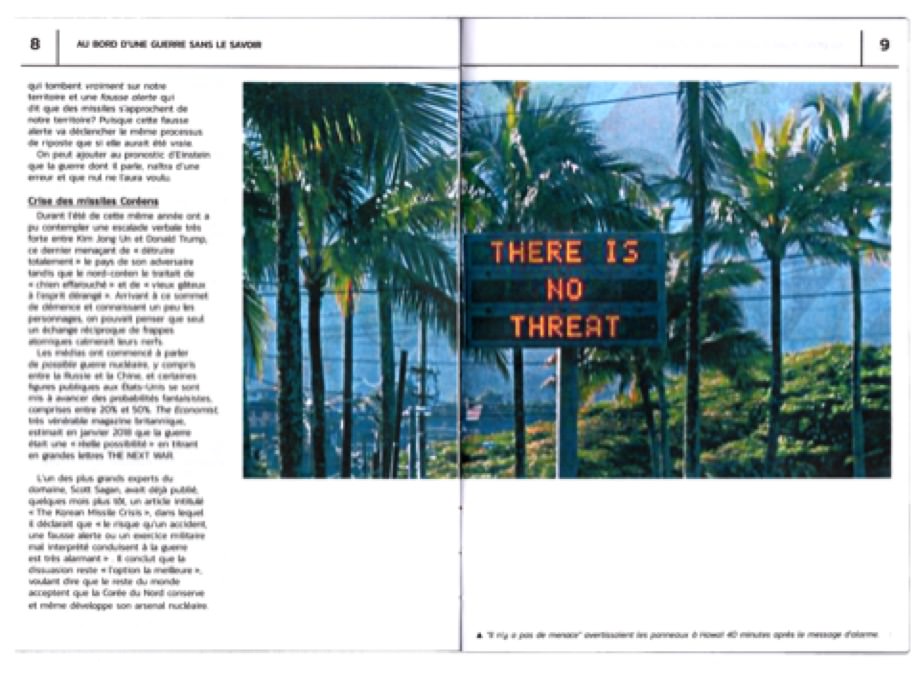 8
AU BORD D'UNE GUERRE SANS LE SAVOIR
9
qui tombent vraiment sur notre
territoire et une fausse alerte qui
dit que des missiles s'approchent de
notre territoire? Puisque cette fausse
alerte va déclencher le même processus
de riposte que si elle aurait été vraie.
On peut ajouter au pronostic d'Einstein
que la guerre dont il parle, naîtra d'une
erreur et que nul ne l'aura voulu.
Crise des missiles Coréens
Durant l'été de cette même année ont a
pu contempler une escalade verbale très
forte entre Kim Jong Un et Donald Trump,
ce dernier menaçant de « détruire
totalement » le pays de son adversaire
tandis que le nord-coréen le traitait de
« chien effarouché » et de « vieux gâteux
à l'esprit dérangé ». Arrivant à ce sommet
de démence et connaissant un peu les
personnages, on pouvait penser que seul
un échange réciproque de frappes
atomiques calmerait leurs nerfs.
Les médias ont commencé à parler
de possible guerre nucléaire, y compris
entre la Russie et la Chine, et certaines
figures publiques aux États-Unis se sont
mis à avancer des probabilités fantaisistes,
comprises entre 20% et 50%. The Economist,
très vénérable magazine britannique,
estimait en janvier 2018 que la guerre
était une « réelle possibilité » en titrant
en grandes lettres THE NEXT WAR.
L'un des plus grands experts du
domaine, Scott Sagan, avait déjà publié,
quelques mois plus tôt, un article intitulé
« The Korean Missile Crisis », dans lequel
il déclarait que « le risque qu'un accident,
une fausse alerte ou un exercice militaire
mal interprété conduisent à la guerre
est très alarmant » . Il conclut que la
dissuasion reste « l'option la meilleure »,
voulant dire que le reste du monde
acceptent que la Corée du Nord conserve
et même développe son arsenal nucléaire.
THERE IS
NO
THREAT
▲ "Il n'y a pas de menace" avertissaient les panneaux à Hawaï 40 minutes après le message d'alarme.